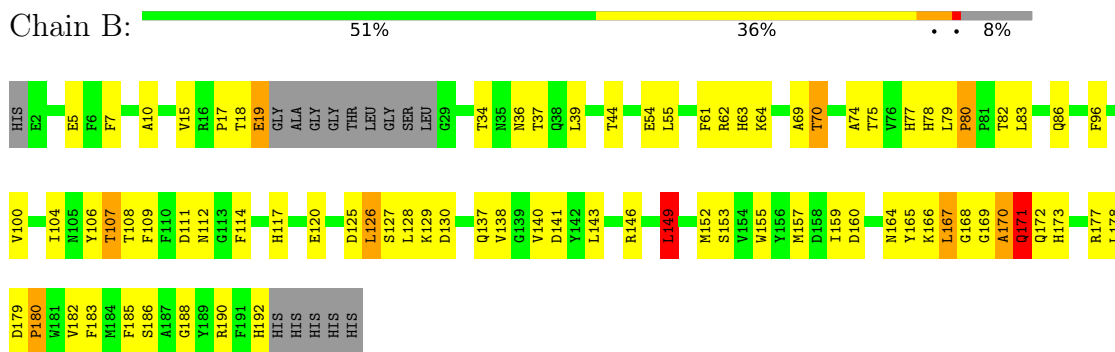 Chain B:
51% 36% • • 8%
HIS E2 E5 F6 F7 A10 V15 R16 P17 T18 E19 GLY ALA GLY GLY THR LEU GLY SER LEU G29 T34 N35 N36 T37 Q38 L39 T44 E54 L55 F61 R62 H63 K64 A69 T70 A74 T75 V76 H77 H78 L79 P80 P81 T82 L83 Q86 F96
V100 I104 N105 Y106 T107 T108 F109 F110 D111 N112 G113 F114 H117 E120 D125 L126 S127 L128 K129 D130 Q137 V138 G139 V140 D141 Y142 L143 R146 L149 M152 S153 V154 W155 Y156 M157 D158 I159 D160 N164 Y165 K166 L167 G168 G169 A170 Q171 Q172 H173 R177 L178
D179 P180 W181 V182 F183 M184 F185 S186 A187 G188 Y189 R190 F191 H192 HIS HIS HIS HIS HIS